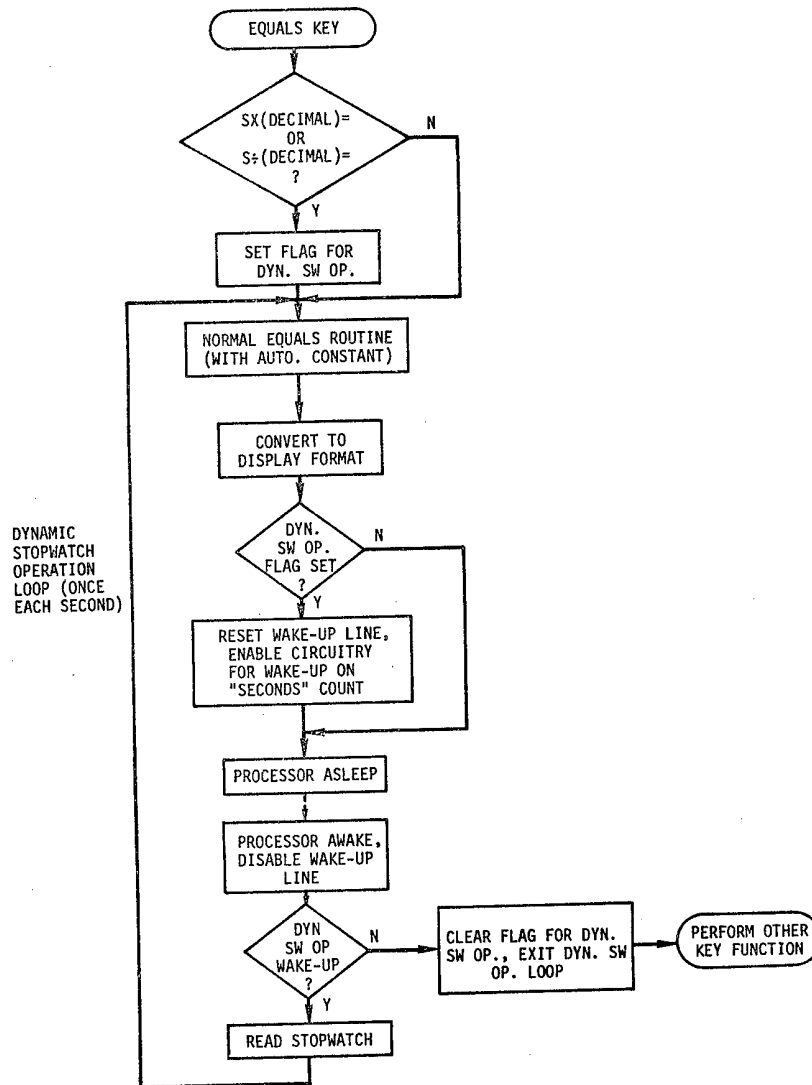 EQUALS KEY
SX(DECIMAL)=
OR
S÷(DECIMAL)=
?
N
Y
SET FLAG FOR
DYN. SW OP.
NORMAL EQUALS ROUTINE
(WITH AUTO. CONSTANT)
CONVERT TO
DISPLAY FORMAT
DYN.
SW OP.
FLAG SET
?
N
Y
DYNAMIC
STOPWATCH
OPERATION
LOOP (ONCE
EACH SECOND)
RESET WAKE-UP LINE,
ENABLE CIRCUITRY
FOR WAKE-UP ON
"SECONDS" COUNT
PROCESSOR ASLEEP
PROCESSOR AWAKE,
DISABLE WAKE-UP
LINE
DYN
SW OP
WAKE-UP
?
N
Y
CLEAR FLAG FOR DYN.
SW OP., EXIT DYN. SW
OP. LOOP
PERFORM OTHER
KEY FUNCTION
READ STOPWATCH